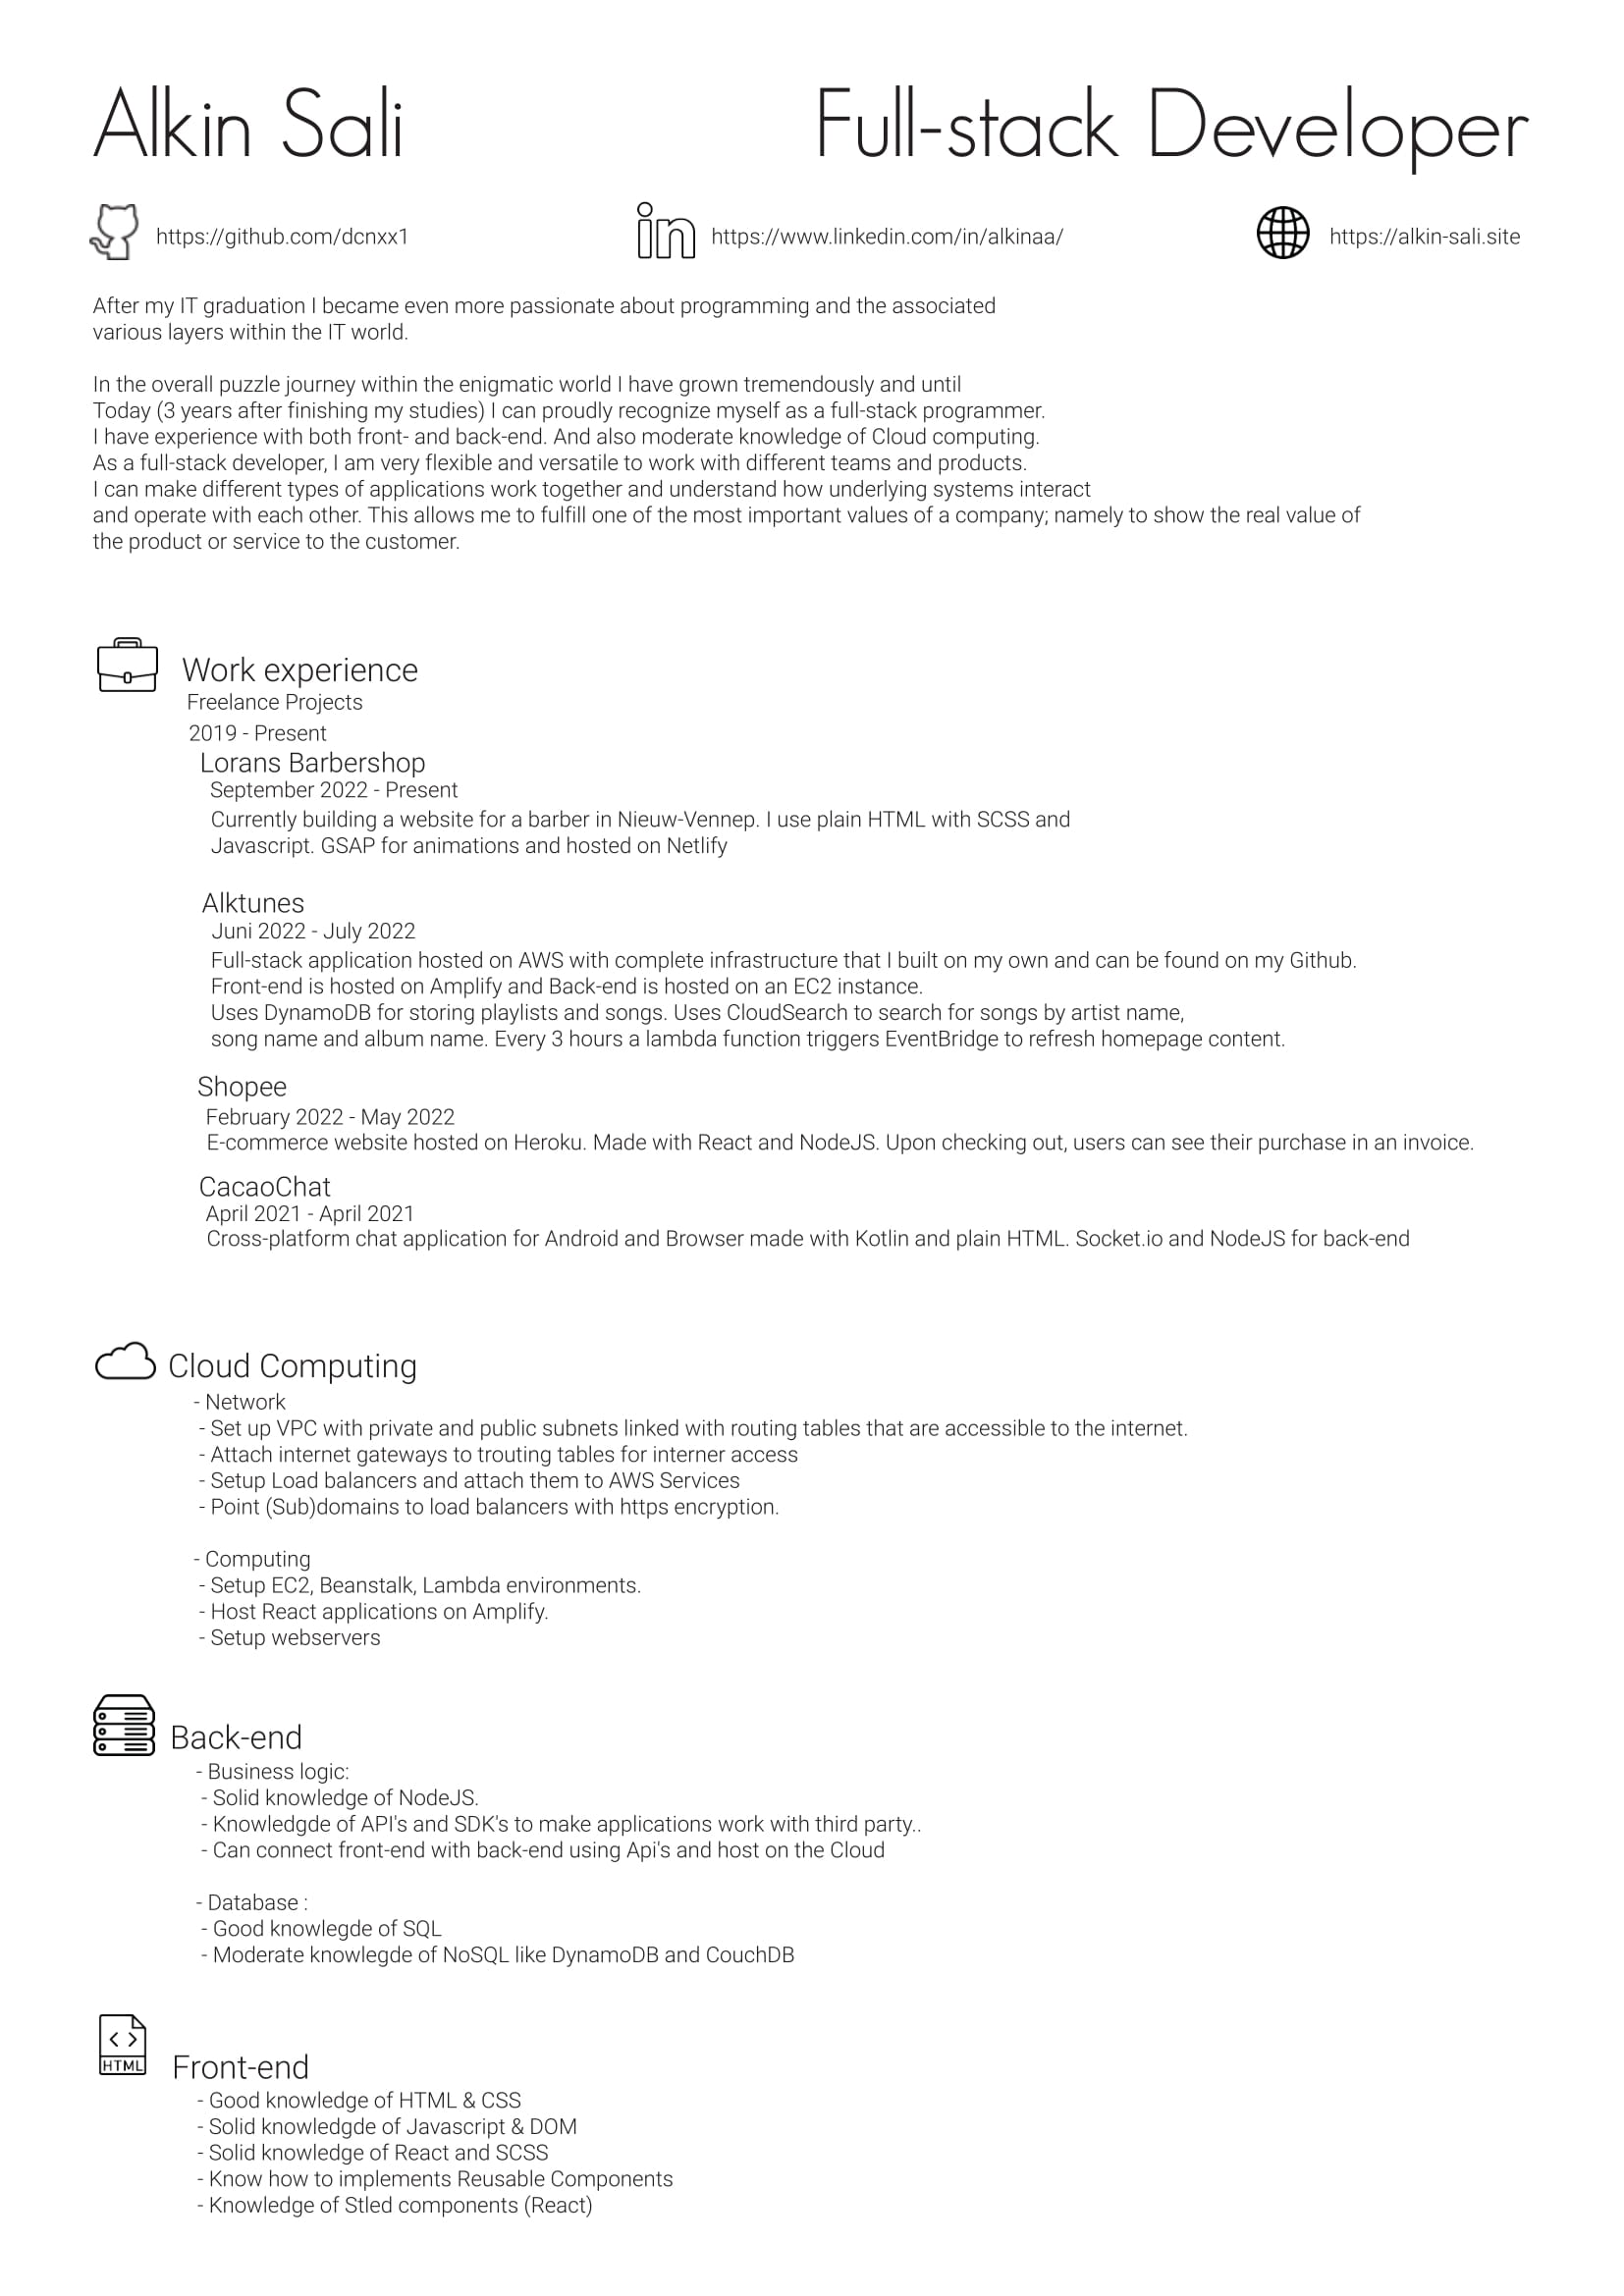 Alkin Sali
Full-stack Developer
https://github.com/dcnxx1
https://www.linkedin.com/in/alkinaa/
https://alkin-sali.site
After my IT graduation I became even more passionate about programming and the associated
various layers within the IT world.
In the overall puzzle journey within the enigmatic world I have grown tremendously and until
Today (3 years after finishing my studies) I can proudly recognize myself as a full-stack programmer.
I have experience with both front- and back-end. And also moderate knowledge of Cloud computing.
As a full-stack developer, I am very flexible and versatile to work with different teams and products.
I can make different types of applications work together and understand how underlying systems interact
and operate with each other. This allows me to fulfill one of the most important values of a company; namely to show the real value of
the product or service to the customer.
Work experience
Freelance Projects
2019 - Present
Lorans Barbershop
September 2022 - Present
Currently building a website for a barber in Nieuw-Vennep. I use plain HTML with SCSS and
Javascript. GSAP for animations and hosted on Netlify
Alktunes
Juni 2022 - July 2022
Full-stack application hosted on AWS with complete infrastructure that I built on my own and can be found on my Github.
Front-end is hosted on Amplify and Back-end is hosted on an EC2 instance.
Uses DynamoDB for storing playlists and songs. Uses CloudSearch to search for songs by artist name,
song name and album name. Every 3 hours a lambda function triggers EventBridge to refresh homepage content.
Shopee
February 2022 - May 2022
E-commerce website hosted on Heroku. Made with React and NodeJS. Upon checking out, users can see their purchase in an invoice.
CacaoChat
April 2021 - April 2021
Cross-platform chat application for Android and Browser made with Kotlin and plain HTML. Socket.io and NodeJS for back-end
Cloud Computing
- Network
- Set up VPC with private and public subnets linked with routing tables that are accessible to the internet.
- Attach internet gateways to trouting tables for interner access
- Setup Load balancers and attach them to AWS Services
- Point (Sub)domains to load balancers with https encryption.
- Computing
- Setup EC2, Beanstalk, Lambda environments.
- Host React applications on Amplify.
- Setup webservers
Back-end
- Business logic:
- Solid knowledge of NodeJS.
- Knowledgde of API's and SDK's to make applications work with third party..
- Can connect front-end with back-end using Api's and host on the Cloud
- Database :
- Good knowlegde of SQL
- Moderate knowlegde of NoSQL like DynamoDB and CouchDB
HTML
Front-end
- Good knowledge of HTML & CSS
- Solid knowledgde of Javascript & DOM
- Solid knowledge of React and SCSS
- Know how to implements Reusable Components
- Knowledge of Stled components (React)